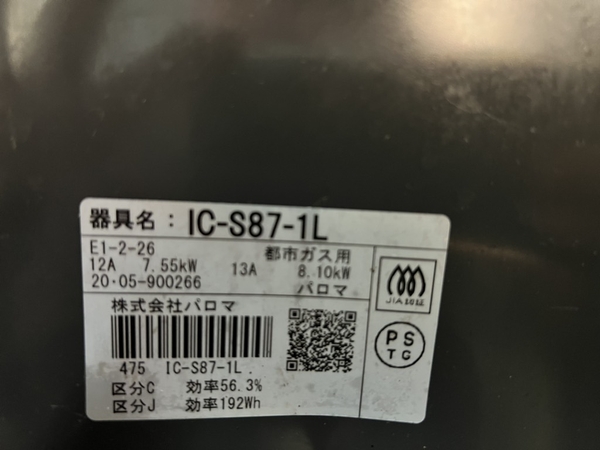 器具名：IC-S87-1L
E1-2-26 都市ガス用
12A 7.55kW 13A 8.10kW
20・05-900266 パロマ
株式会社パロマ
475 IC-S87-1L .
区分C 効率56.3%
区分J 効率192Wh
JIA 認証
PS
TG